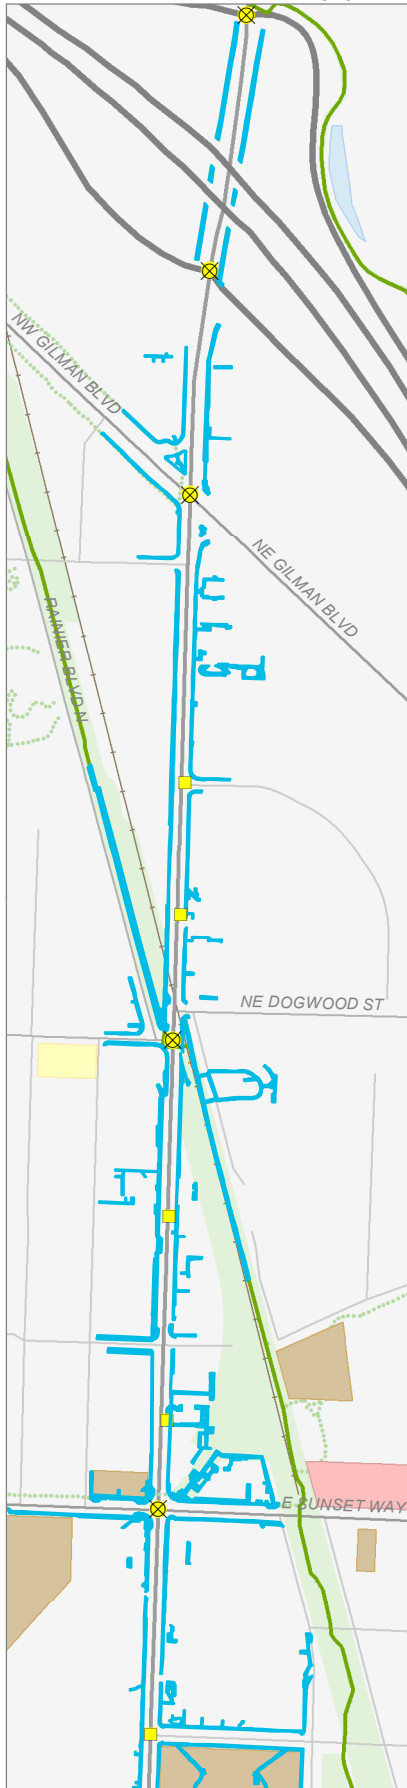 NW GILMAN BLVD
NE GILMAN BLVD
RAINIER BLVD N
NE DOGWOOD ST
E SUNSET WAY